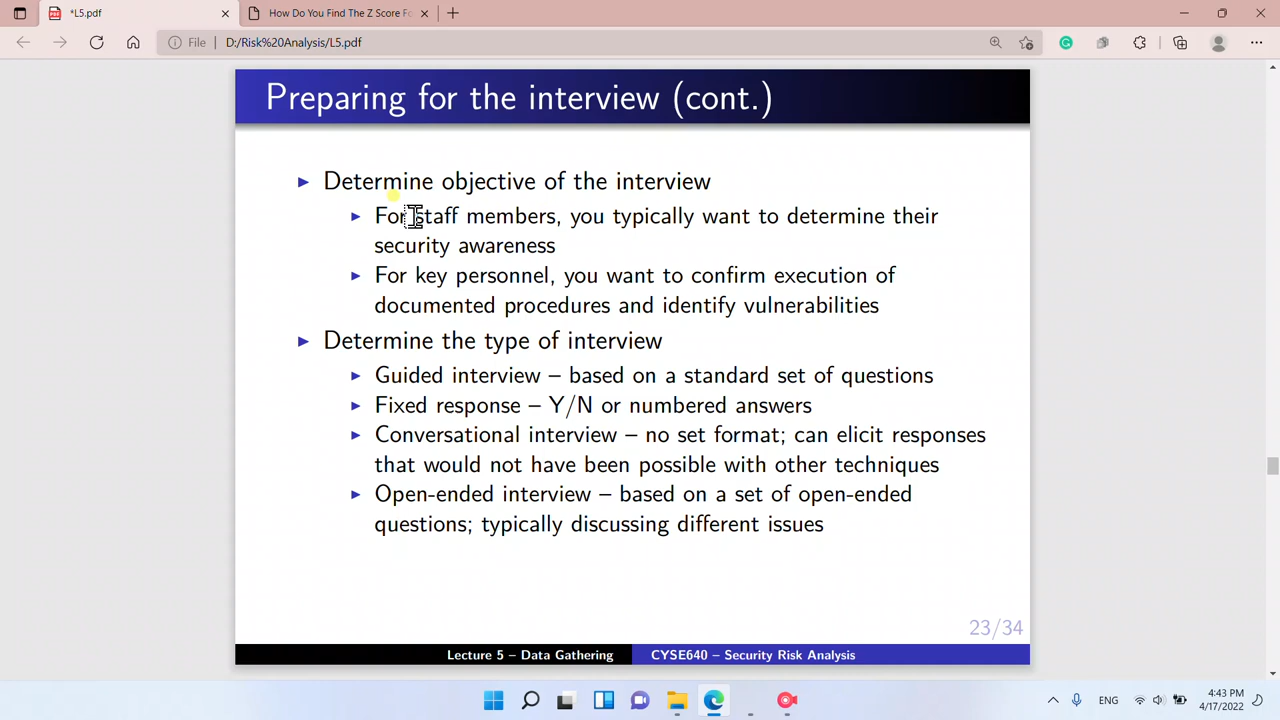 *L5.pdf
How Do You Find The Z Score Fo
File
D:/Risk%20Analysis/L5.pdf
Preparing for the interview (cont.)
Determine objective of the interview
For staff members, you typically want to determine their
security awareness
For key personnel, you want to confirm execution of
documented procedures and identify vulnerabilities
Determine the type of interview
Guided interview – based on a standard set of questions
Fixed response – Y/N or numbered answers
Conversational interview – no set format; can elicit responses
that would not have been possible with other techniques
Open-ended interview – based on a set of open-ended
questions; typically discussing different issues
23/34
Lecture 5 – Data Gathering
CYSE640 – Security Risk Analysis
ENG
4:43 PM
4/17/2022